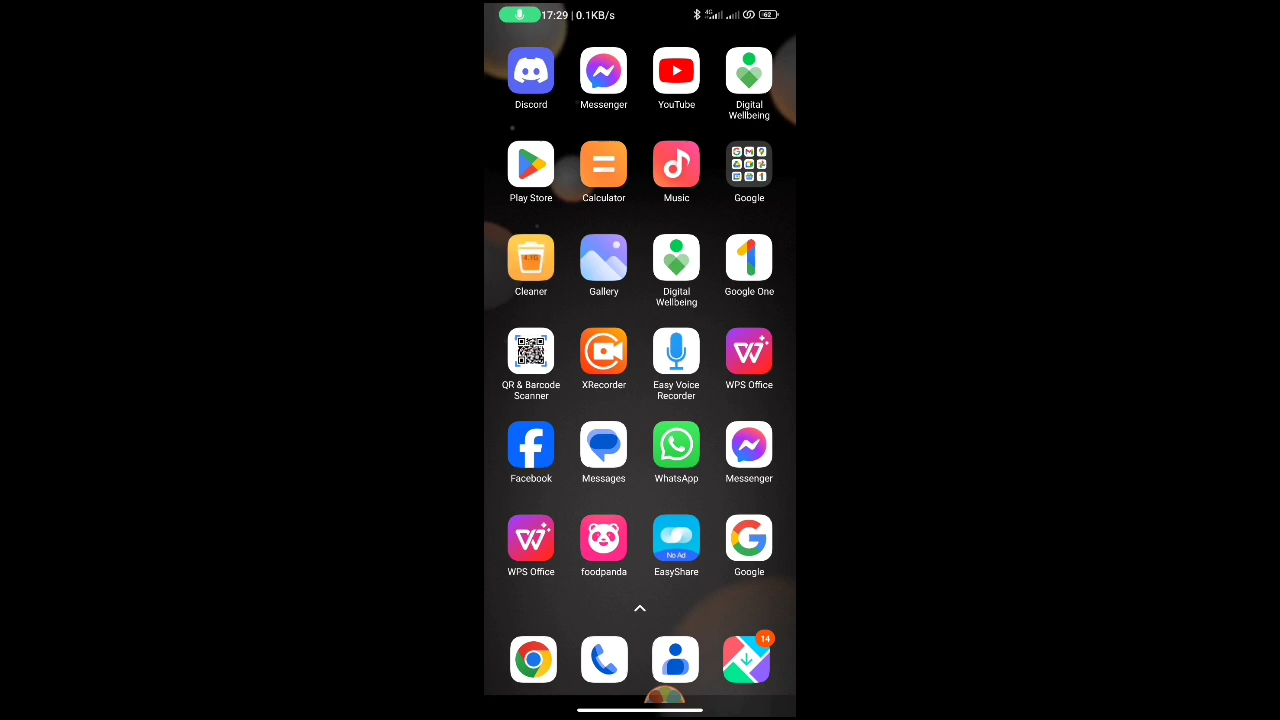 17:29 | 0.1KB/s
4G
62
Discord
Messenger
YouTube
Digital
Wellbeing
Play Store
Calculator
Music
Google
Cleaner
Gallery
Digital
Wellbeing
Google One
QR & Barcode
Scanner
XRecorder
Easy Voice
Recorder
WPS Office
Facebook
Messages
WhatsApp
Messenger
No Ad
WPS Office
foodpanda
EasyShare
Google
14